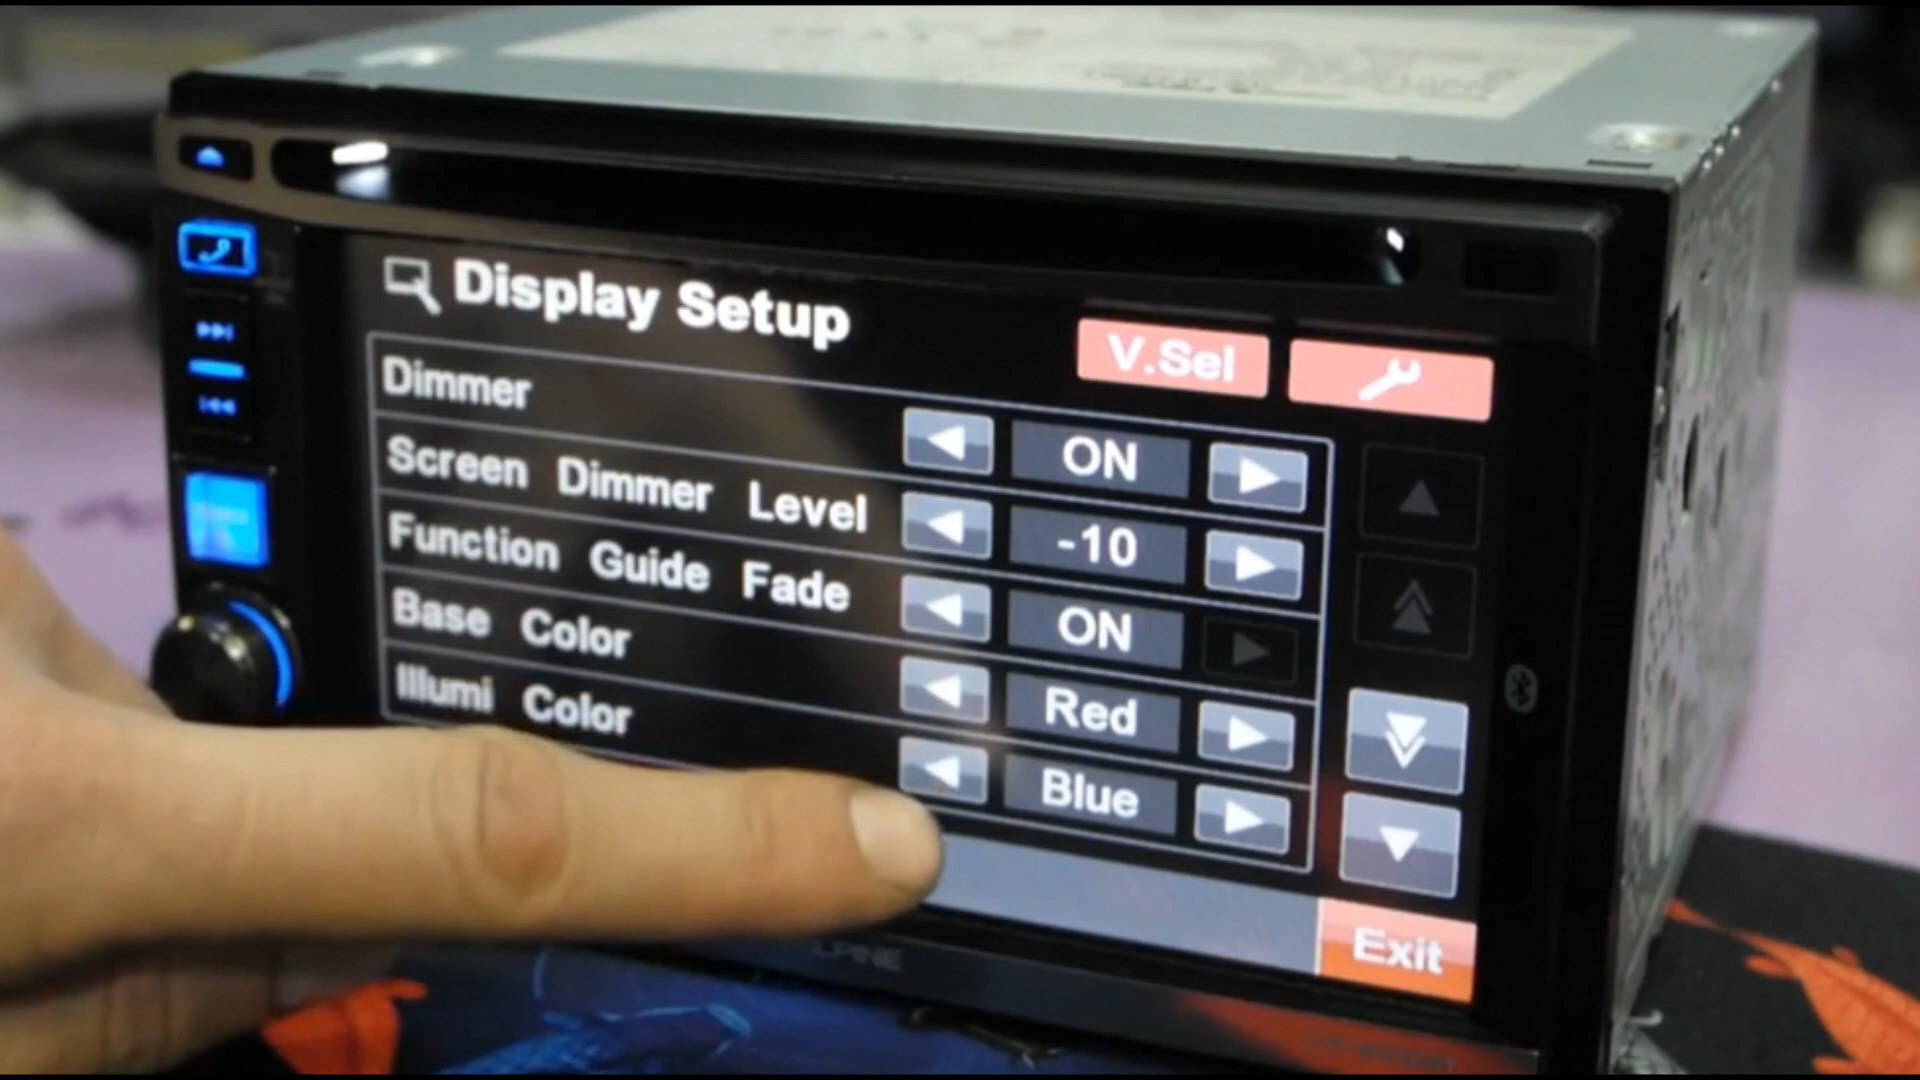 Display Setup
V.Sel
Dimmer
ON
Screen Dimmer Level
-10
Function Guide Fade
ON
Base Color
Red
Illumi Color
Blue
Exit